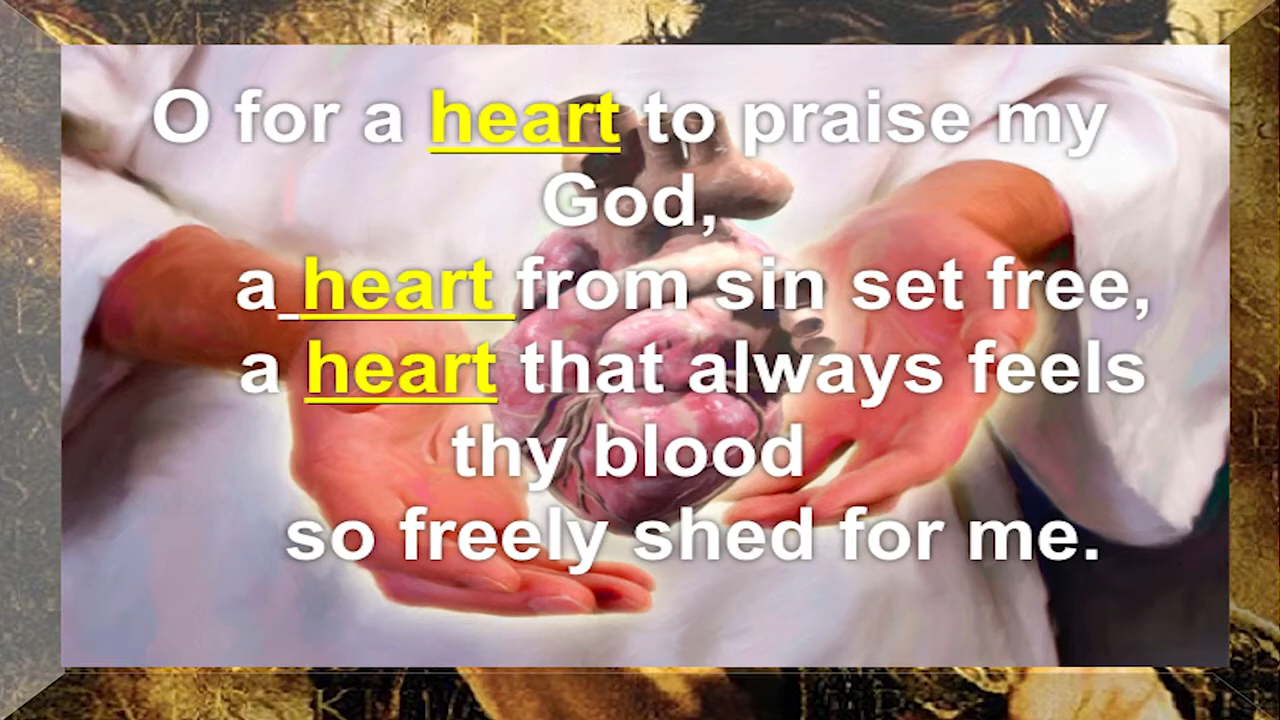 O for a heart to praise my
God,
a heart from sin set free,
a heart that always feels
thy blood
so freely shed for me.